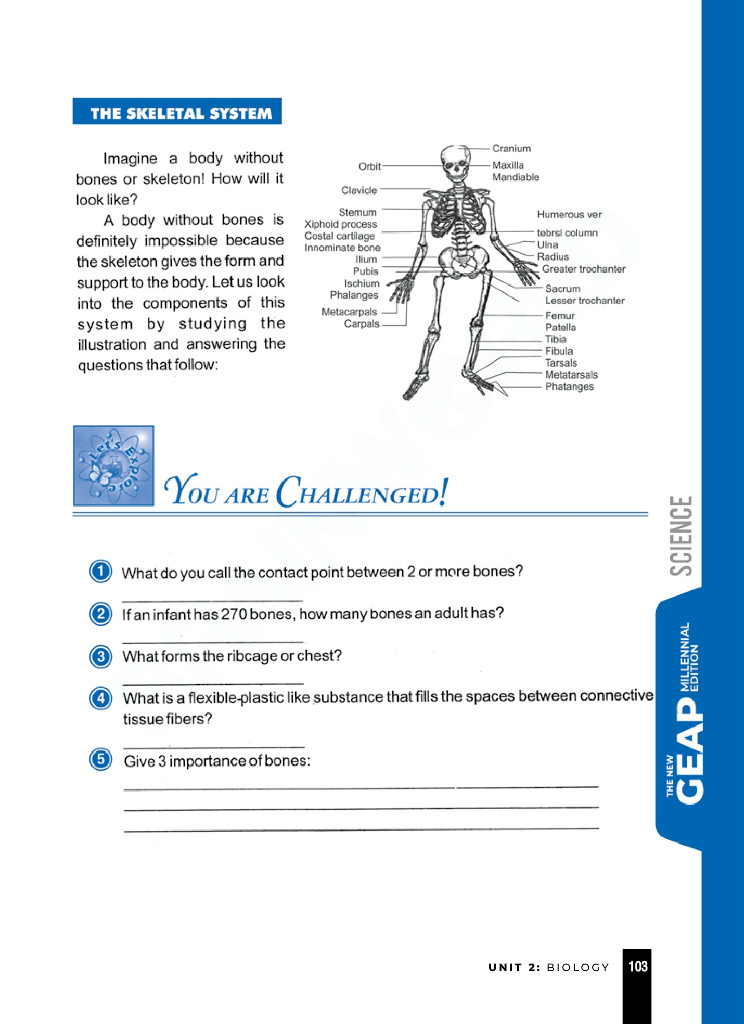 THE SKELETAL SYSTEM
Imagine a body without
bones or skeleton! How will it
look like?
A body without bones is
definitely impossible because
the skeleton gives the form and
support to the body. Let us look
into the components of this
system by studying the
illustration and answering the
questions that follow:
Orbit
Clavicle
Stemum
Xiphoid process
Costal cartilage
Innominate bone
Ilium
Pubis
Ischium
Phalanges
Metacarpals
Carpals
Cranium
Maxilla
Mandiable
Humerous ver
tebrsl column
Ulna
Radius
Greater trochanter
Sacrum
Lesser trochanter
Femur
Patella
Tibia
Fibula
Tarsals
Metatarsals
Phatanges
Let's Explore
YOU ARE CHALLENGED!
1 What do you call the contact point between 2 or more bones?
2 If an infant has 270 bones, how many bones an adult has?
3 What forms the ribcage or chest?
4 What is a flexible-plastic like substance that fills the spaces between connective
tissue fibers?
5 Give 3 importance of bones:
SCIENCE
THE NEW
GEAP
MILLENNIAL
EDITION
UNIT 2: BIOLOGY 103